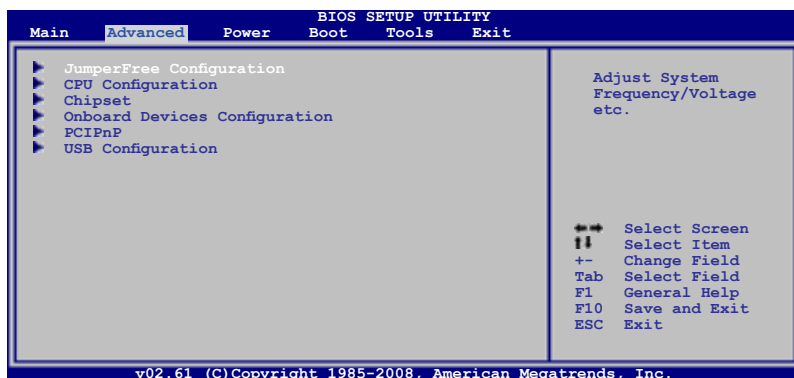 BIOS SETUP UTILITY
Main Advanced Power Boot Tools Exit
JumperFree Configuration
CPU Configuration
Chipset
Onboard Devices Configuration
PCIPnP
USB Configuration
Adjust System
Frequency/Voltage
etc.
Select Screen
Select Item
+- Change Field
Tab Select Field
F1 General Help
F10 Save and Exit
ESC Exit
v02.61 (C)Copyright 1985-2008, American Megatrends, Inc.